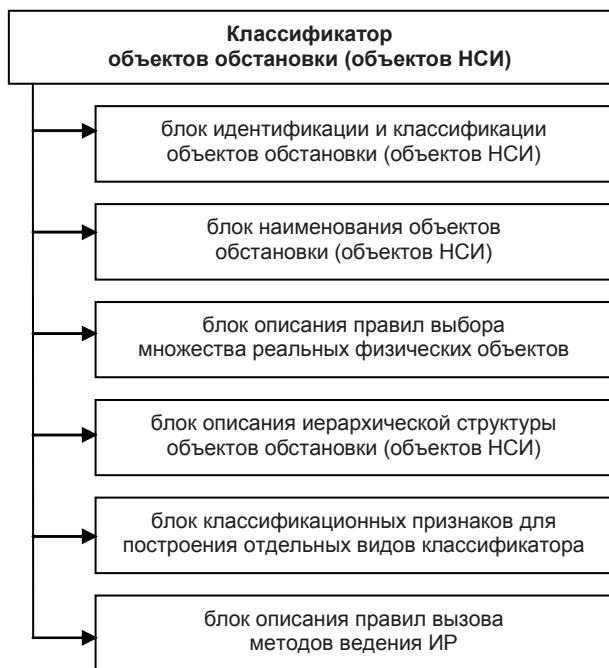 Классификатор
объектов обстановки (объектов НСИ)
блок идентификации и классификации
объектов обстановки (объектов НСИ)
блок наименования объектов
обстановки (объектов НСИ)
блок описания правил выбора
множества реальных физических объектов
блок описания иерархической структуры
объектов обстановки (объектов НСИ)
блок классификационных признаков для
построения отдельных видов классификатора
блок описания правил вызова
методов ведения ИР